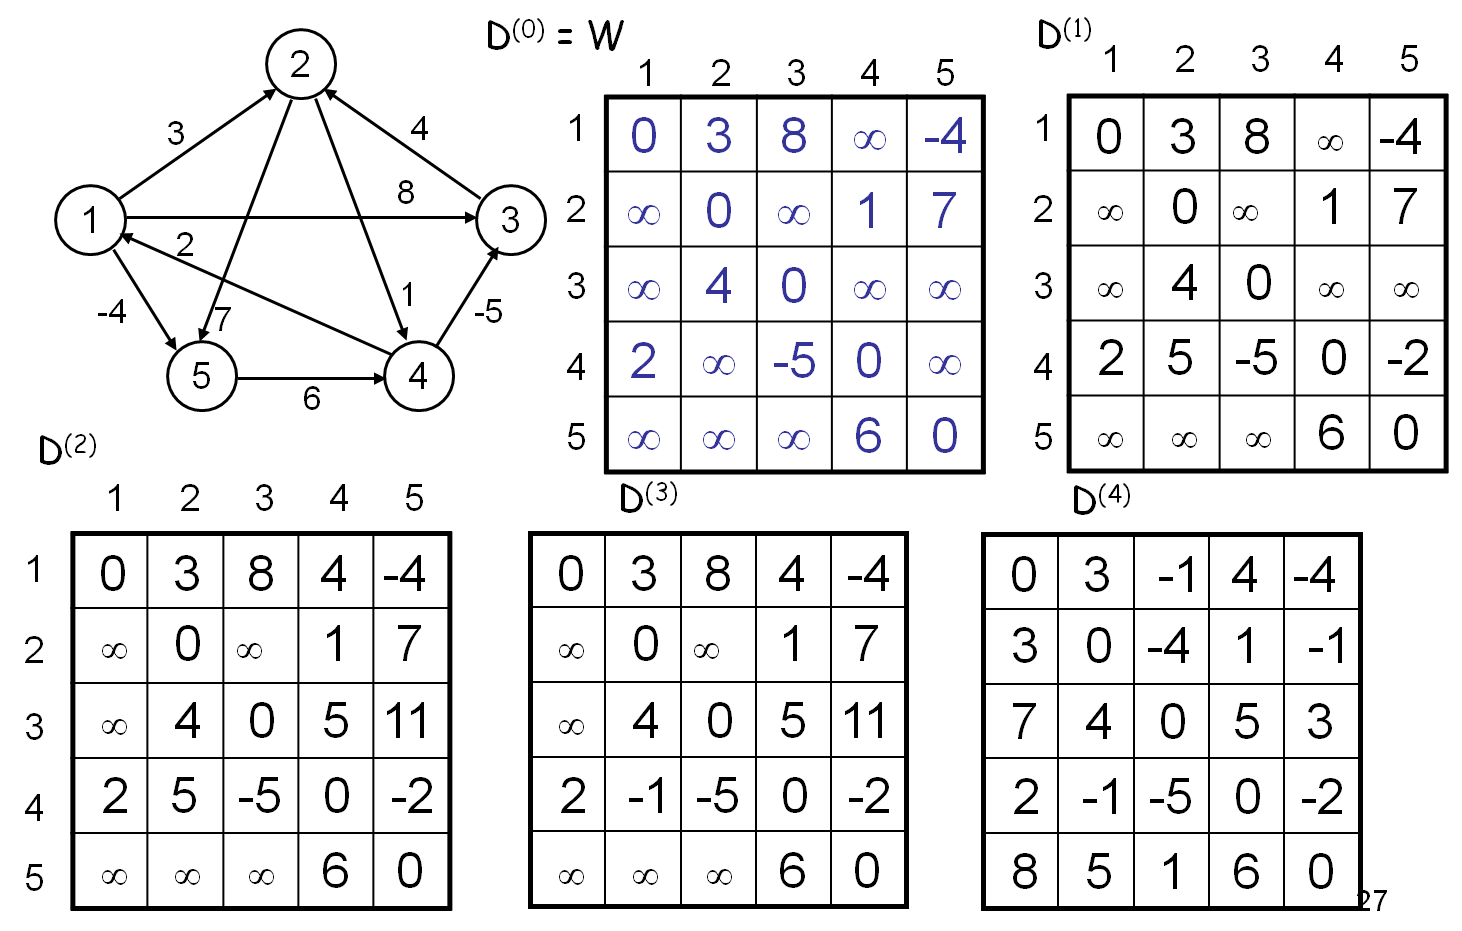 2
3
4
8
1
3
2
-4
7
1
-5
5
4
6
D(0) = W
1 2 3 4 5
1 0 3 8 ∞ -4
2 ∞ 0 ∞ 1 7
3 ∞ 4 0 ∞ ∞
4 2 ∞ -5 0 ∞
5 ∞ ∞ ∞ 6 0
D(1)
1 2 3 4 5
1 0 3 8 ∞ -4
2 ∞ 0 ∞ 1 7
3 ∞ 4 0 ∞ ∞
4 2 5 -5 0 -2
5 ∞ ∞ ∞ 6 0
D(2)
1 2 3 4 5
1 0 3 8 4 -4
2 ∞ 0 ∞ 1 7
3 ∞ 4 0 5 11
4 2 5 -5 0 -2
5 ∞ ∞ ∞ 6 0
D(3)
0 3 8 4 -4
∞ 0 ∞ 1 7
∞ 4 0 5 11
2 -1 -5 0 -2
∞ ∞ ∞ 6 0
D(4)
0 3 -1 4 -4
3 0 -4 1 -1
7 4 0 5 3
2 -1 -5 0 -2
8 5 1 6 0
27